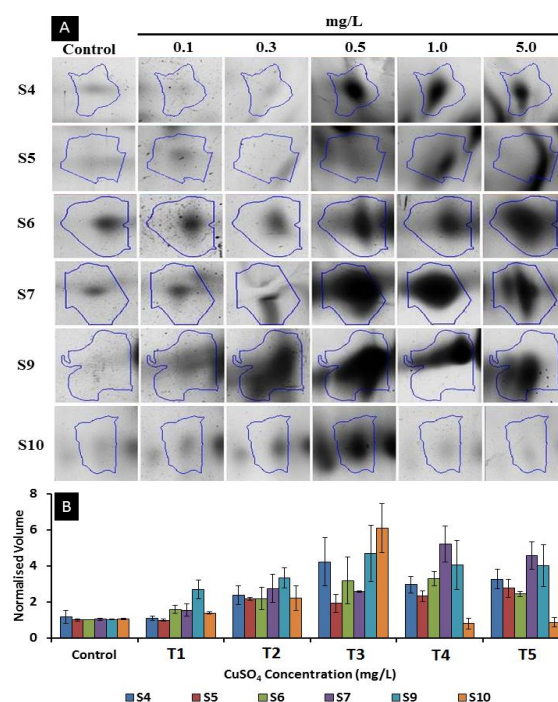 A
mg/L
Control 0.1 0.3 0.5 1.0 5.0
S4
S5
S6
S7
S9
S10
B
Normalised Volume
8
6
4
2
0
Control T1 T2 T3 T4 T5
CuSO₄ Concentration (mg/L)
S4 S5 S6 S7 S9 S10